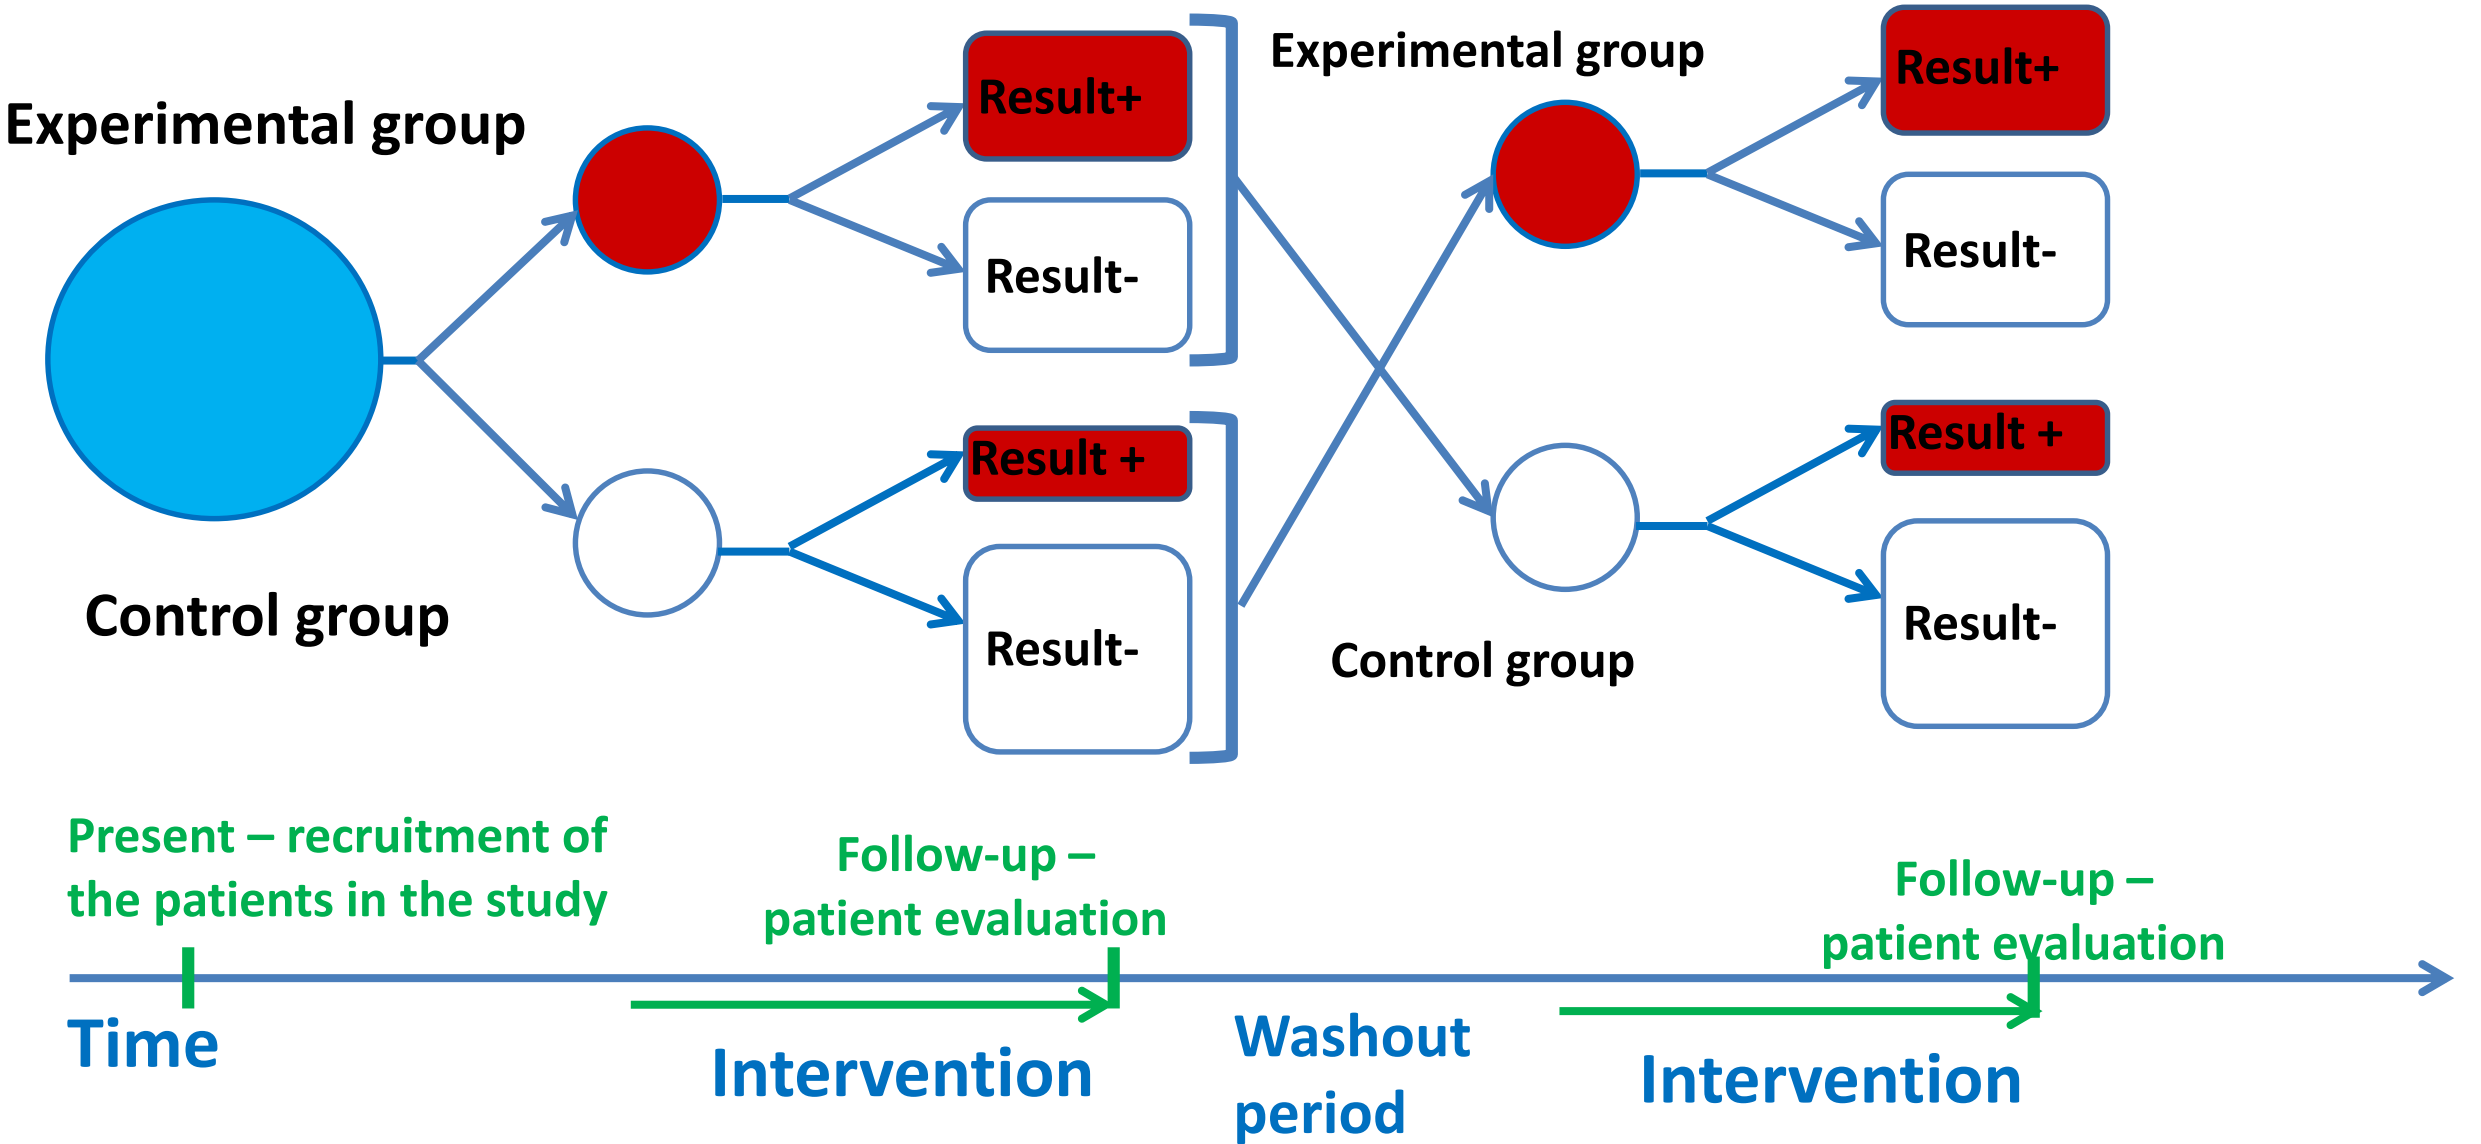 Experimental group
Control group
Result+
Result-
Result +
Result-
Experimental group
Control group
Result+
Result-
Result +
Result-
Present – recruitment of
the patients in the study
Follow-up –
patient evaluation
Follow-up –
patient evaluation
Time
Intervention
Washout
period
Intervention